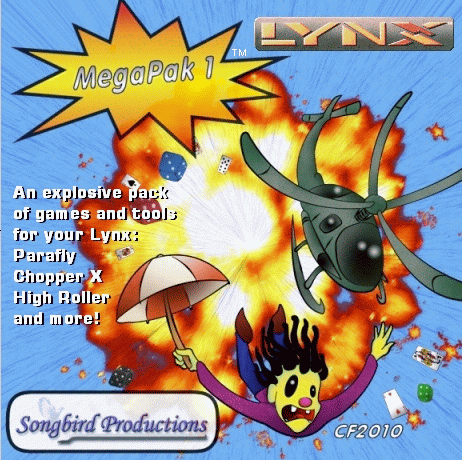 LYNX
MegaPak 1
TM
An explosive pack
of games and tools
for your Lynx:
Parafly
Chopper X
High Roller
and more!
Songbird Productions
CF2010